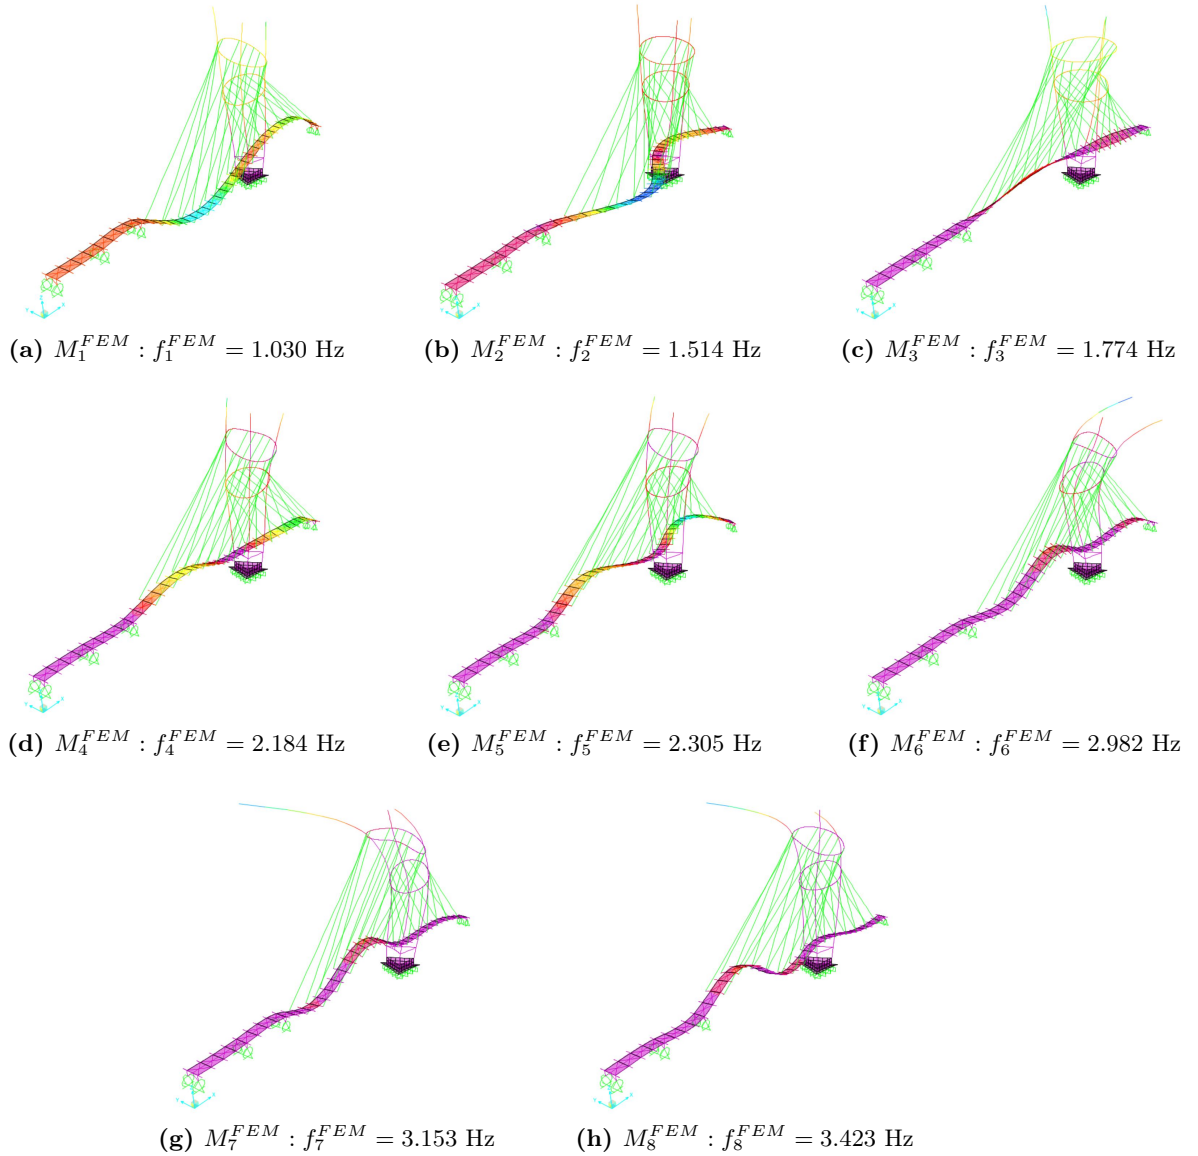 (a) $M_1^{FEM} : f_1^{FEM} = 1.030$ Hz
(b) $M_2^{FEM} : f_2^{FEM} = 1.514$ Hz
(c) $M_3^{FEM} : f_3^{FEM} = 1.774$ Hz
(d) $M_4^{FEM} : f_4^{FEM} = 2.184$ Hz
(e) $M_5^{FEM} : f_5^{FEM} = 2.305$ Hz
(f) $M_6^{FEM} : f_6^{FEM} = 2.982$ Hz
(g) $M_7^{FEM} : f_7^{FEM} = 3.153$ Hz
(h) $M_8^{FEM} : f_8^{FEM} = 3.423$ Hz